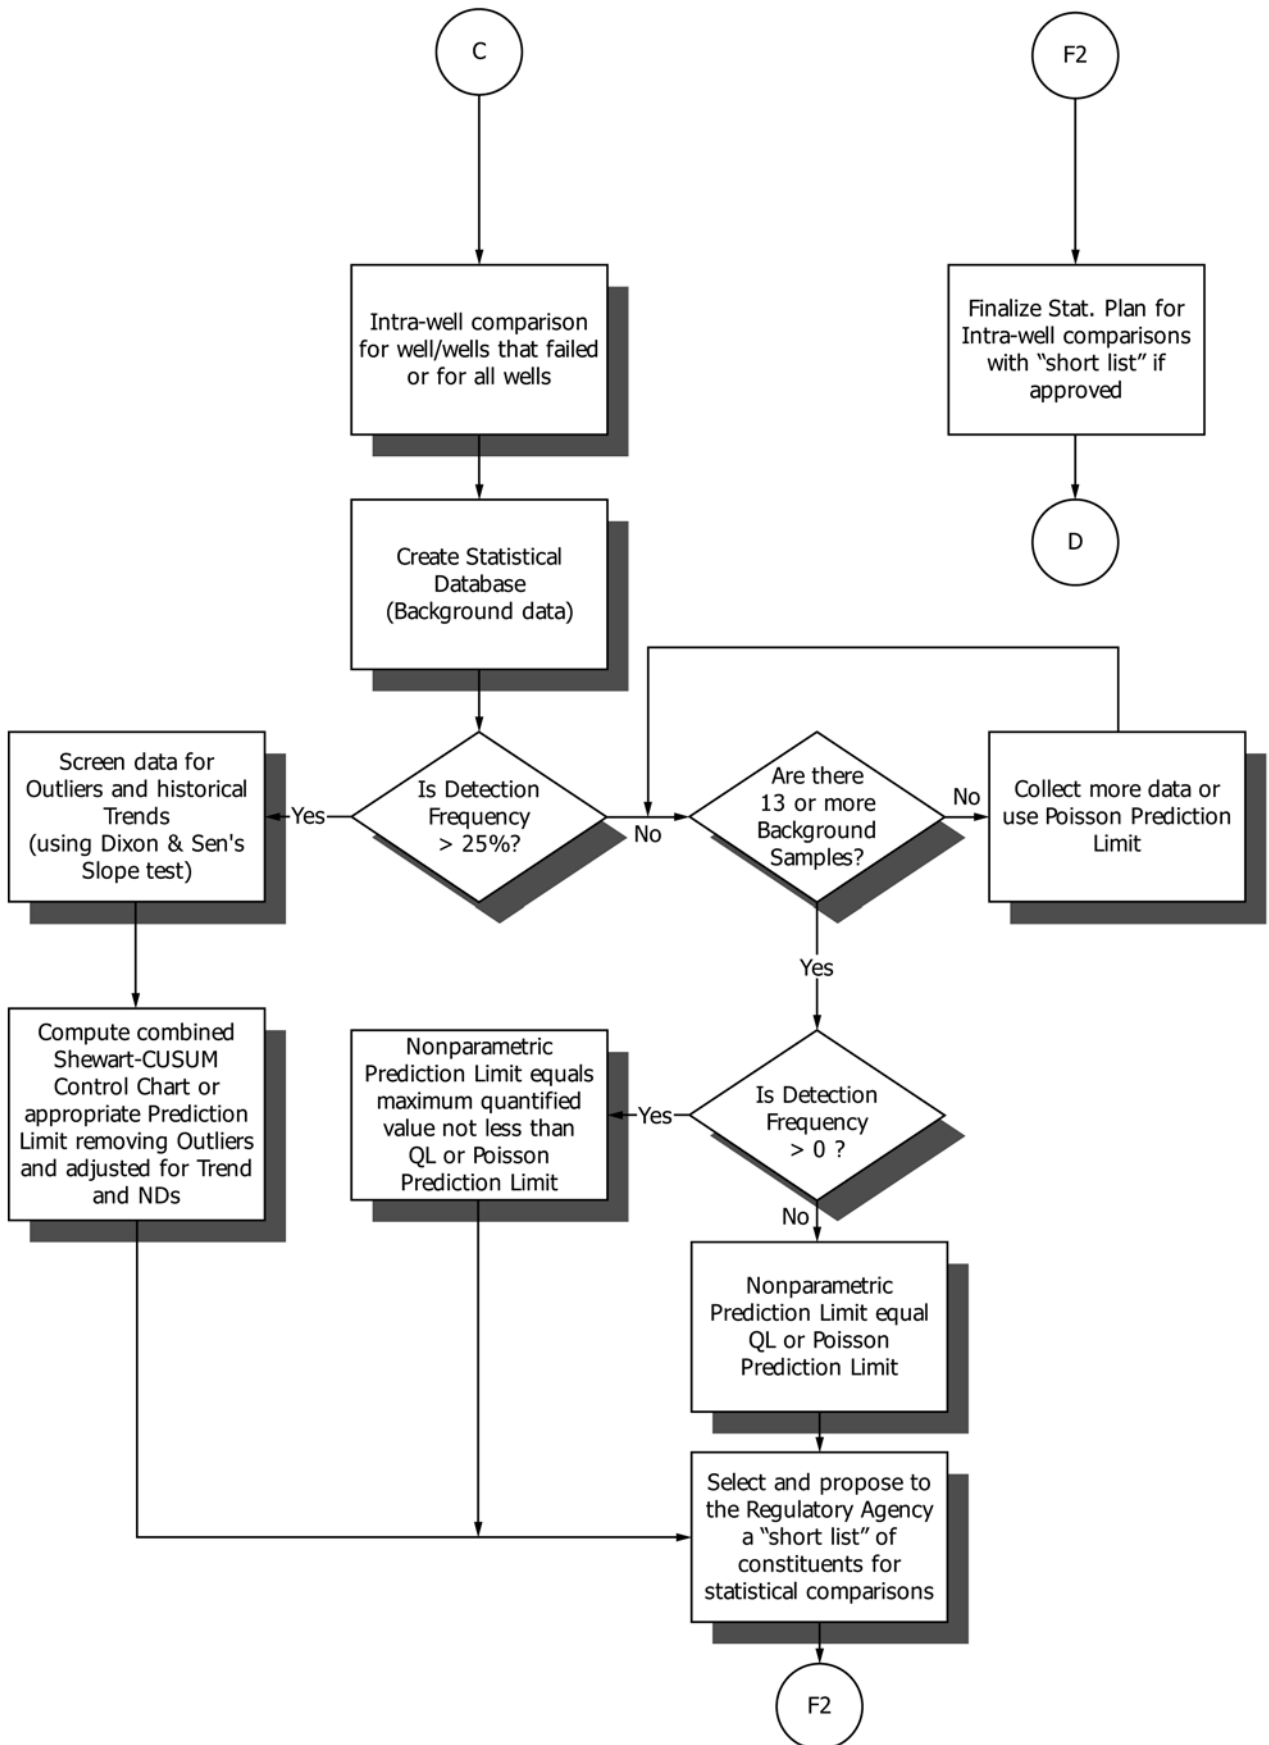 C
F2
Intra-well comparison
for well/wells that failed
or for all wells
Finalize Stat. Plan for
Intra-well comparisons
with “short list” if
approved
Create Statistical
Database
(Background data)
D
Screen data for
Outliers and historical
Trends
(using Dixon & Sen's
Slope test)
Yes
Is Detection
Frequency
> 25%?
No
Are there
13 or more
Background
Samples?
No
Collect more data or
use Poisson Prediction
Limit
Yes
Compute combined
Shewart-CUSUM
Control Chart or
appropriate Prediction
Limit removing Outliers
and adjusted for Trend
and NDs
Nonparametric
Prediction Limit equals
maximum quantified
value not less than
QL or Poisson
Prediction Limit
Yes
Is Detection
Frequency
> 0 ?
No
Nonparametric
Prediction Limit equal
QL or Poisson
Prediction Limit
Select and propose to
the Regulatory Agency
a “short list” of
constituents for
statistical comparisons
F2